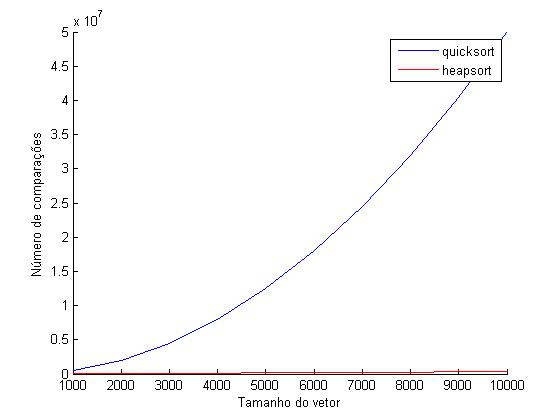 x 10^7
quicksort
heapsort
5
4.5
4
3.5
3
2.5
2
1.5
1
0.5
0
Número de comparações
1000 2000 3000 4000 5000 6000 7000 8000 9000 10000
Tamanho do vetor